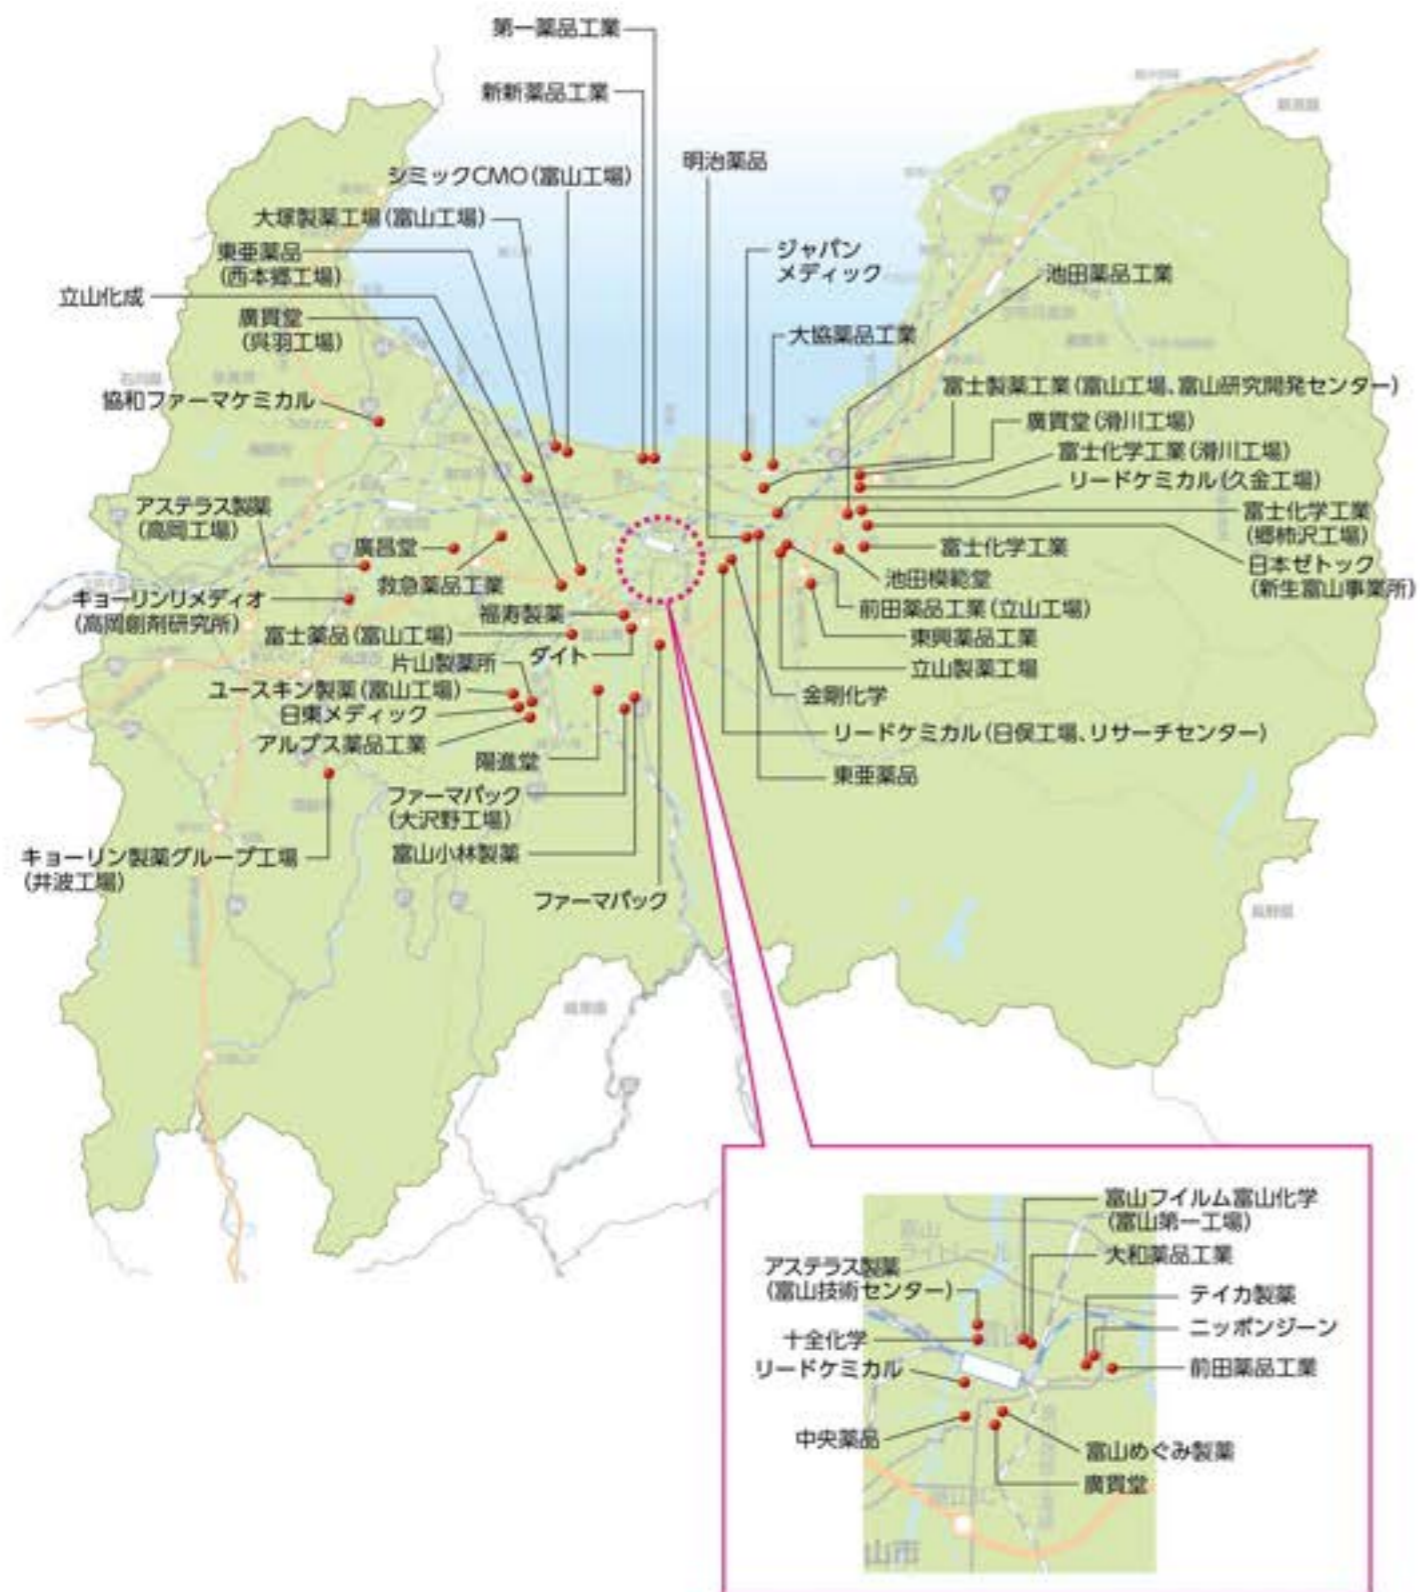 第一薬品工業
新新薬品工業
明治薬品
シミックCMO(富山工場)
大塚製薬工場(富山工場)
東亜薬品
(西本郷工場)
ジャパン
メディック
池田薬品工業
立山化成
廣貫堂
(呉羽工場)
大協薬品工業
富士製薬工業(富山工場、富山研究開発センター)
協和ファーマケミカル
廣貫堂(滑川工場)
富士化学工業(滑川工場)
リードケミカル(久金工場)
アステラス製薬
(高岡工場)
富士化学工業
(郷柿沢工場)
廣昌堂
富士化学工業
日本ゼトック
(新生富山事業所)
救急薬品工業
池田模範堂
キョーリンリメディオ
(高岡創剤研究所)
前田薬品工業(立山工場)
福寿製薬
富士薬品(富山工場)
東興薬品工業
ダイト
片山製薬所
立山製薬工場
ユースキン製薬(富山工場)
金剛化学
日東メディック
リードケミカル(日俣工場、リサーチセンター)
アルプス薬品工業
陽進堂
東亜薬品
ファーマパック
(大沢野工場)
富山小林製薬
キョーリン製薬グループ工場
(井波工場)
ファーマパック
長野県
岐阜県
富山フイルム富山化学
(富山第一工場)
富山
ライトレール
大和薬品工業
アステラス製薬
(富山技術センター)
テイカ製薬
ニッポンジーン
十全化学
リードケミカル
前田薬品工業
中央薬品
富山めぐみ製薬
廣貫堂
山市